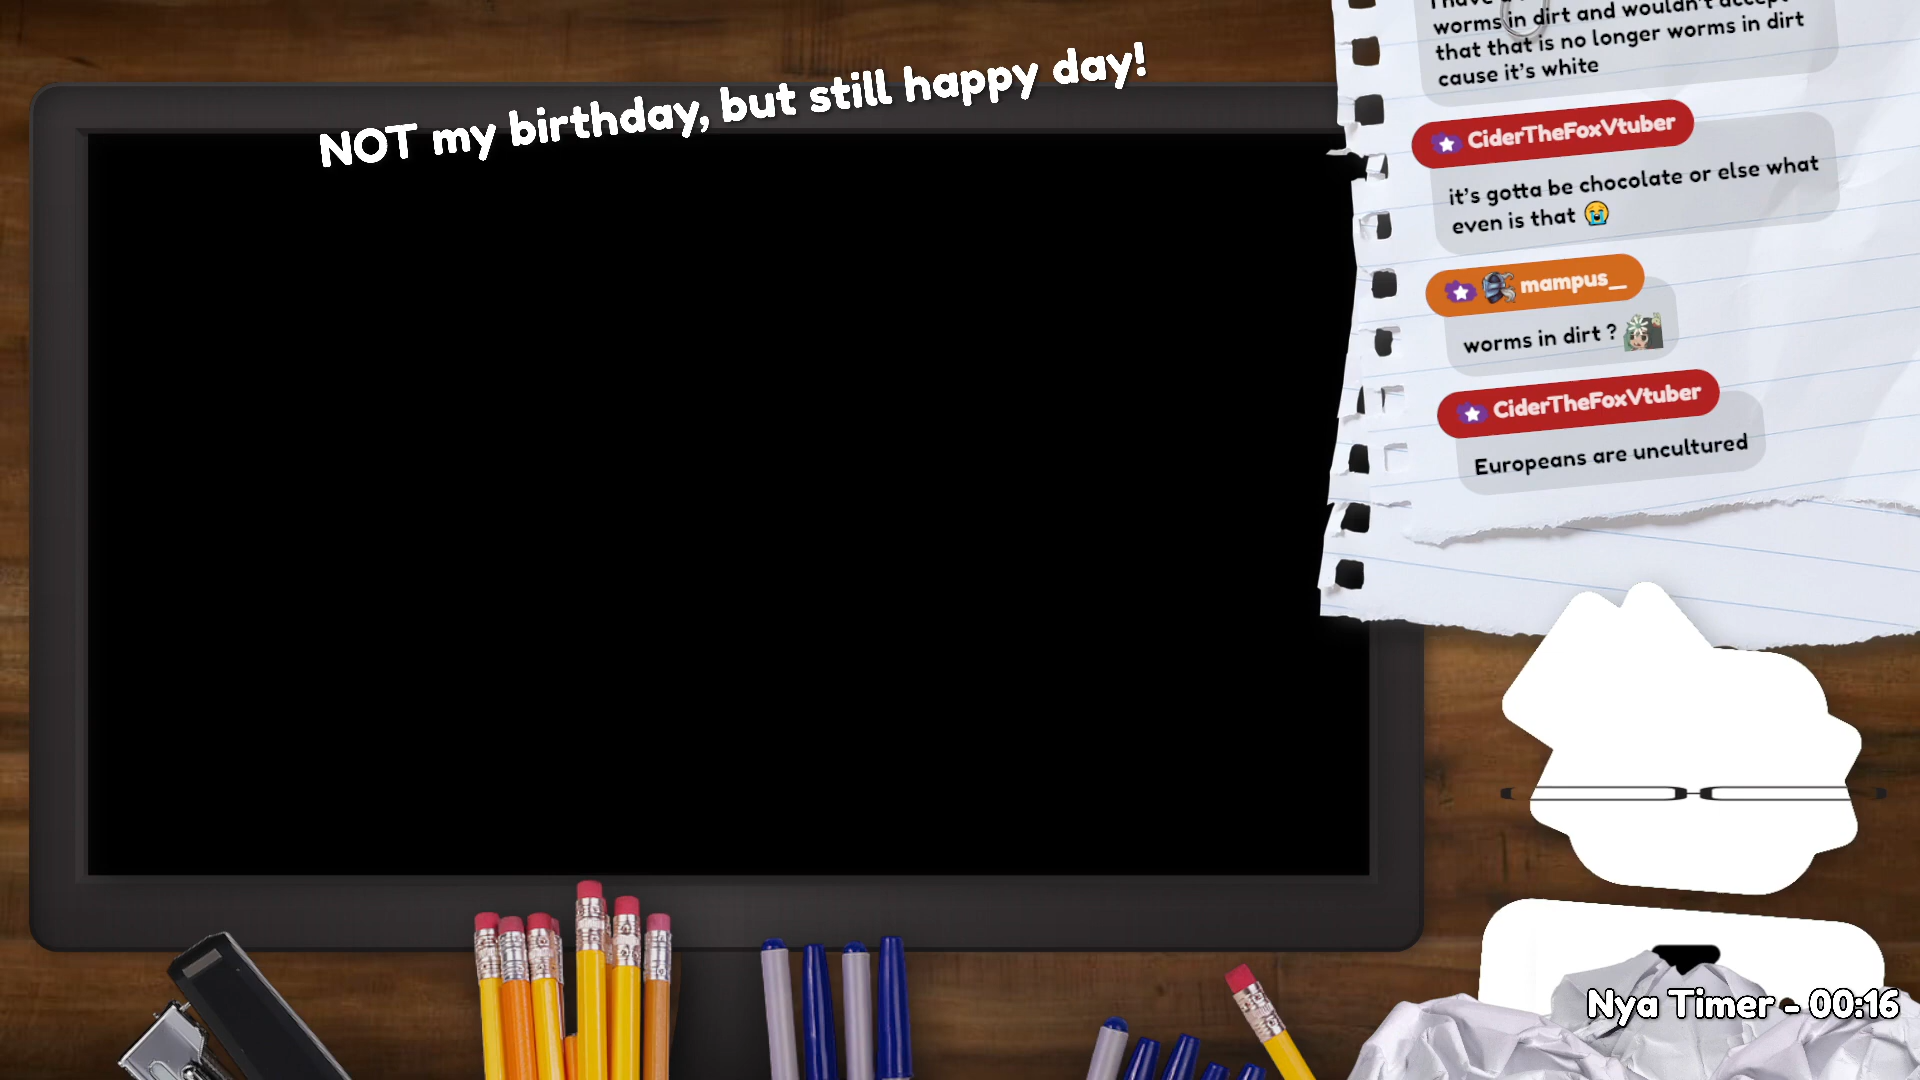 NOT my birthday, but still happy day!
I have
worms in dirt and wouldn't accept
that that is no longer worms in dirt
cause it's white
CiderTheFoxVtuber
it's gotta be chocolate or else what
even is that 😭
mampus__
worms in dirt ?
CiderTheFoxVtuber
Europeans are uncultured
Nya Timer - 00:16